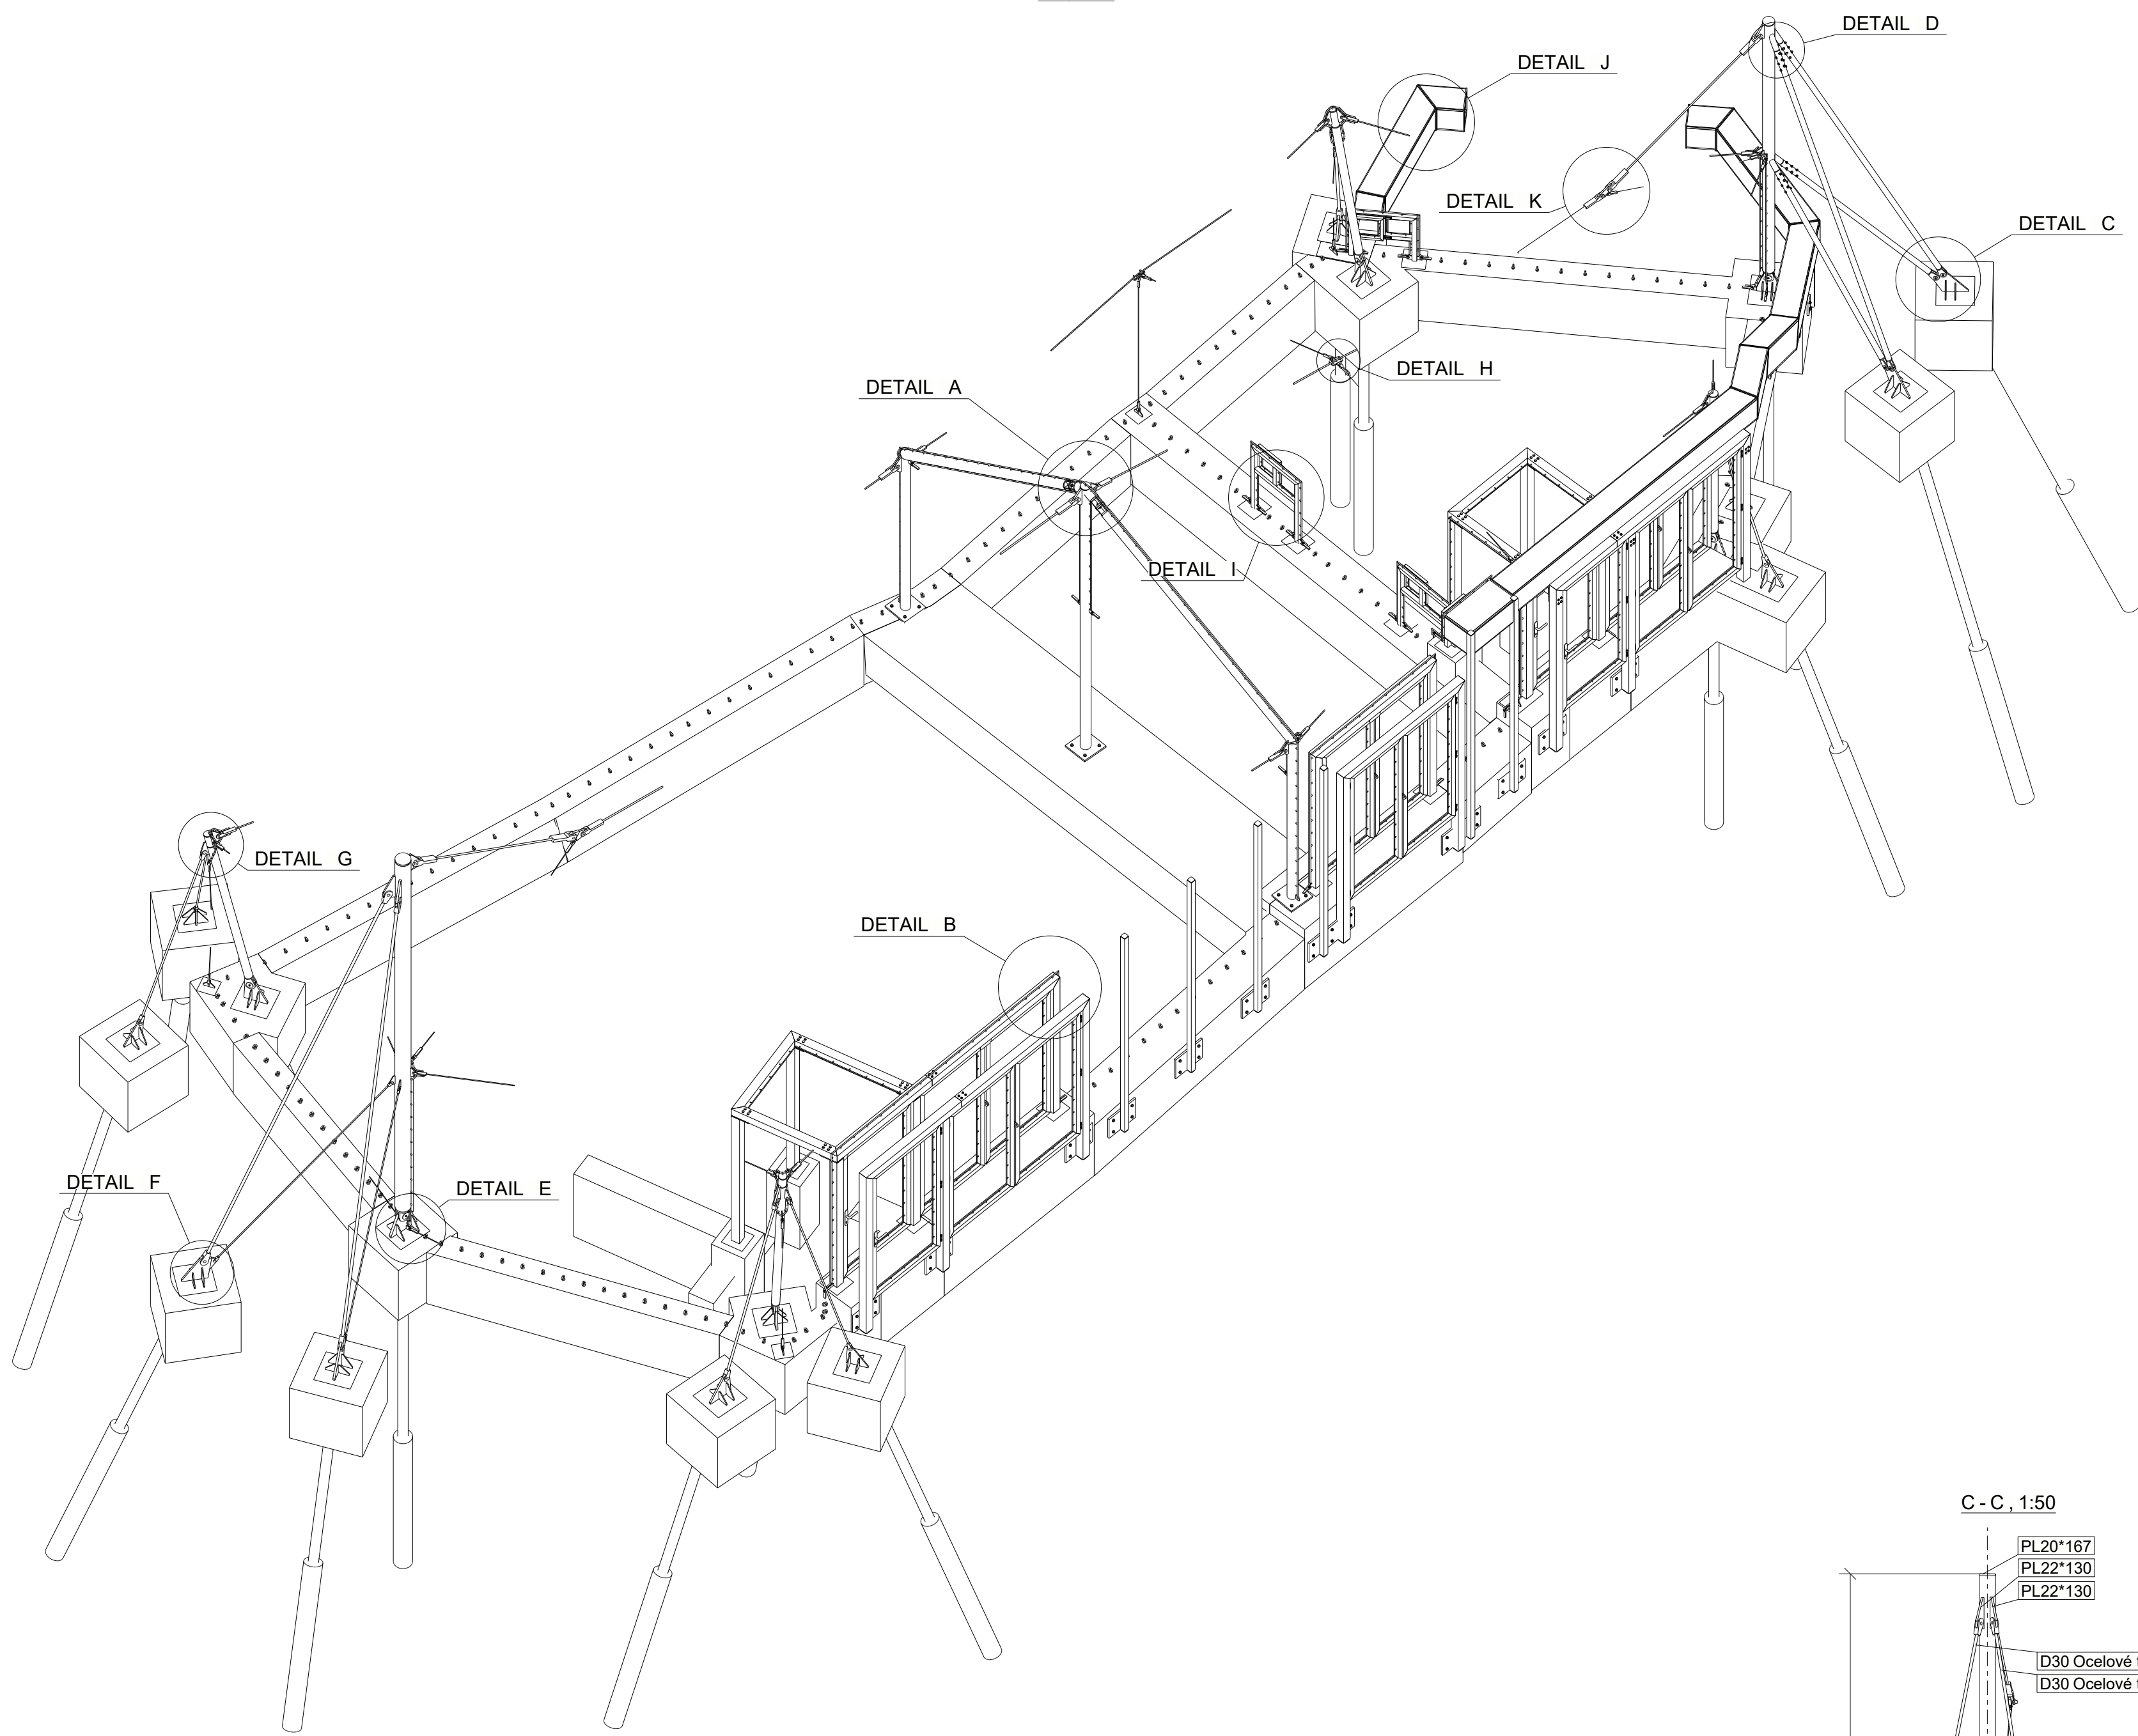 DETAIL D
DETAIL J
DETAIL K
DETAIL C
DETAIL H
DETAIL A
DETAIL I
DETAIL G
DETAIL B
DETAIL F
DETAIL E
C - C , 1:50
PL20*167
PL22*130
PL22*130
D30 Ocelové
D30 Ocelové